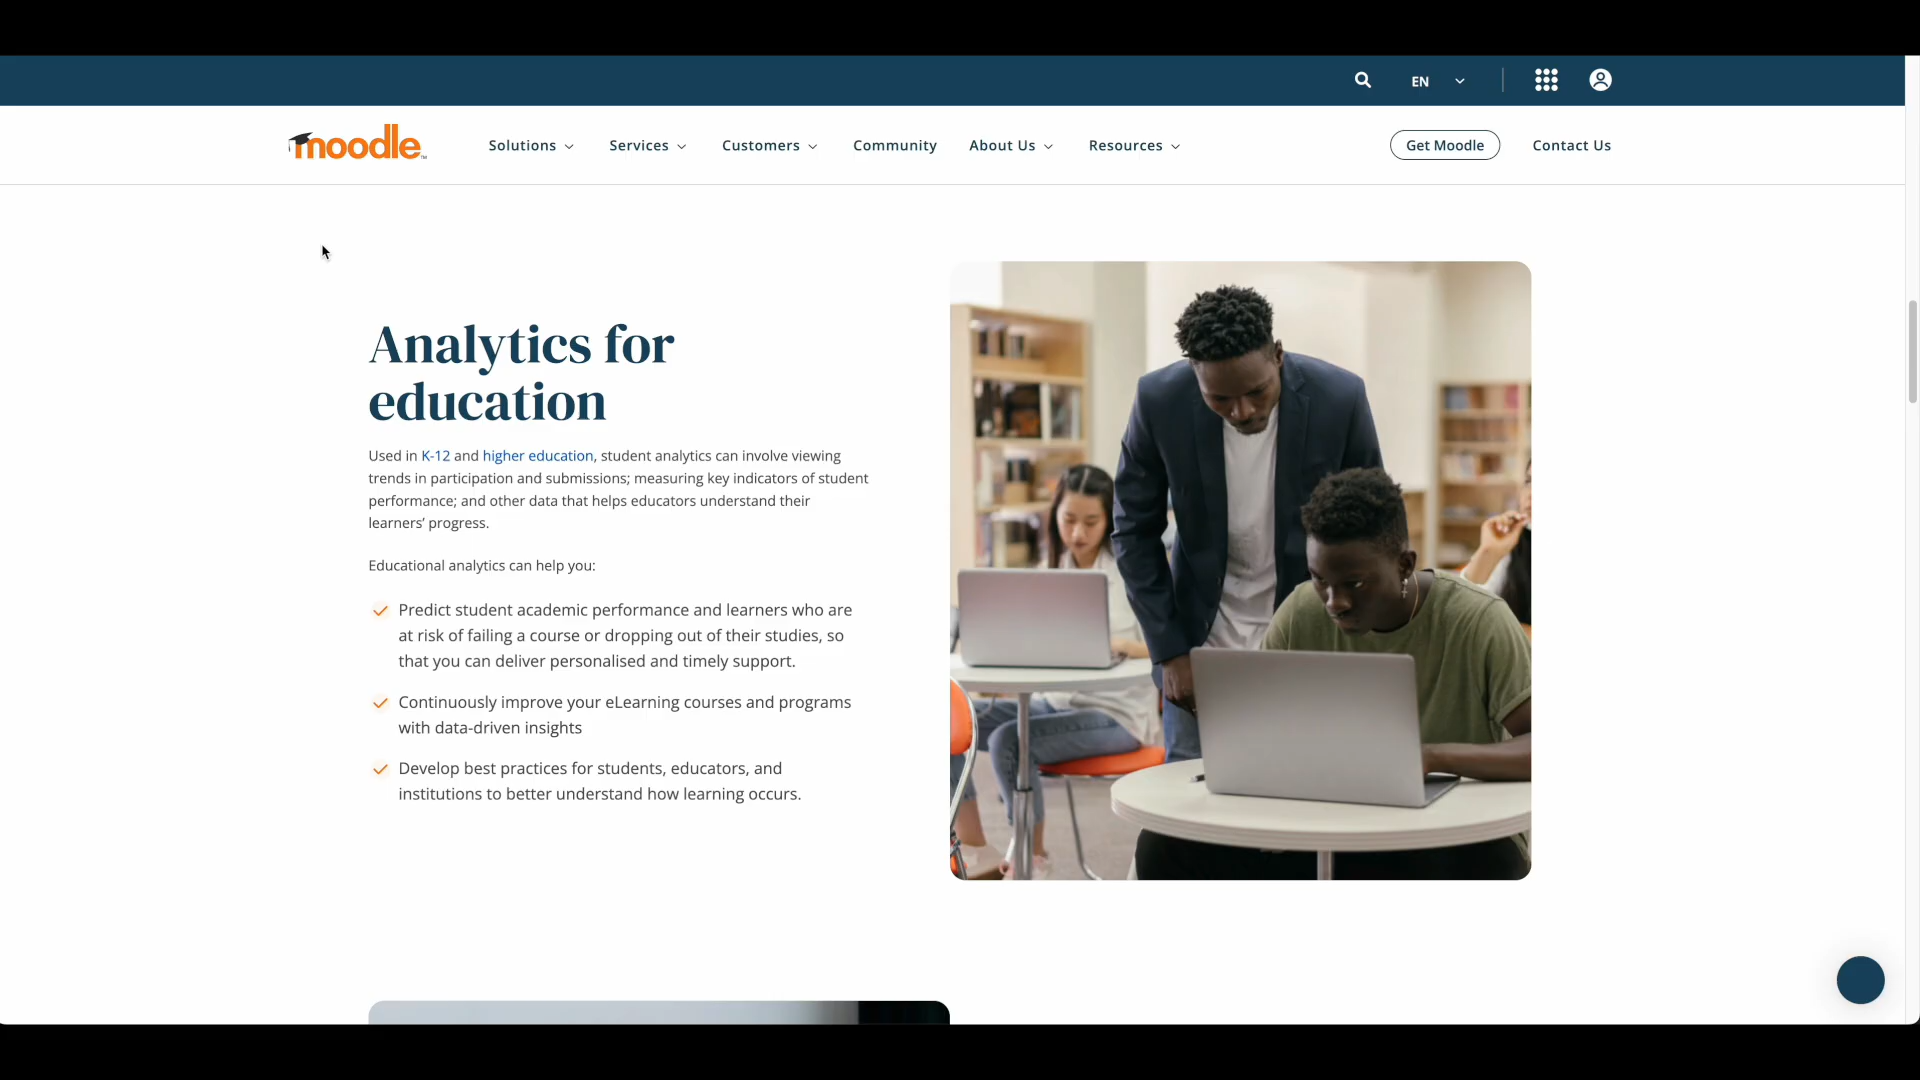 EN
moodle™
Solutions
Services
Customers
Community
About Us
Resources
Get Moodle
Contact Us
Analytics for
education
Used in K-12 and higher education, student analytics can involve viewing
trends in participation and submissions; measuring key indicators of student
performance; and other data that helps educators understand their
learners’ progress.
Educational analytics can help you:
Predict student academic performance and learners who are
at risk of failing a course or dropping out of their studies, so
that you can deliver personalised and timely support.
Continuously improve your eLearning courses and programs
with data-driven insights
Develop best practices for students, educators, and
institutions to better understand how learning occurs.